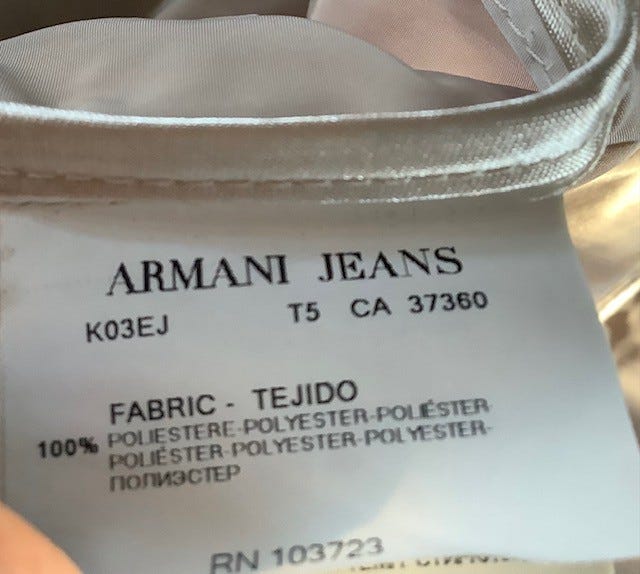 ARMANI JEANS
K03EJ T5 CA 37360
FABRIC - TEJIDO
100% POLIESTERE-POLYESTER-POLIÉSTER-
POLIÉSTER-POLYESTER-POLYESTER-
ПОЛИЭСТЕР
RN 103723